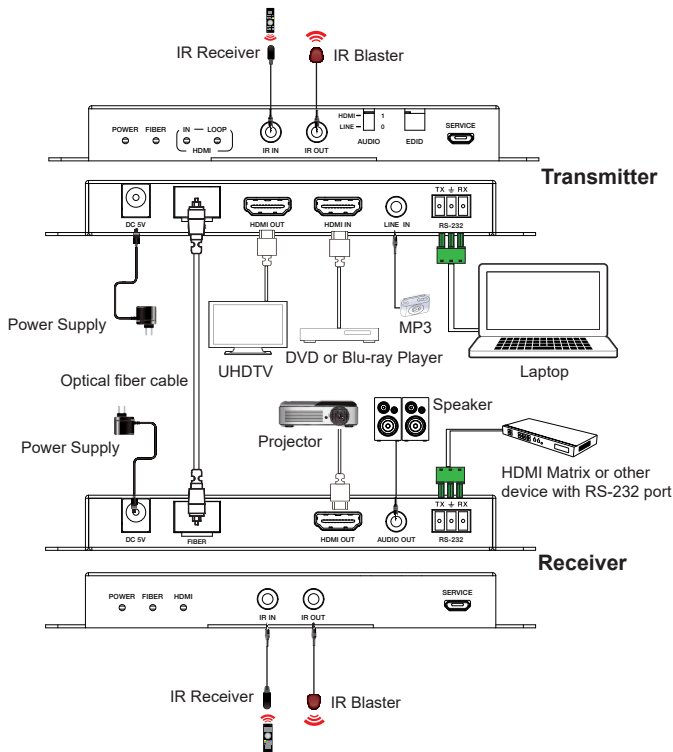 IR Receiver
IR Blaster
POWER FIBER IN LOOP
HDMI
IR IN IR OUT
HDMI 1
LINE 0
AUDIO EDID
SERVICE
Transmitter
DC 5V
HDMI OUT HDMI IN LINE IN
TX RX
RS-232
Power Supply
UHDTV
DVD or Blu-ray Player
MP3
Laptop
Optical fiber cable
Power Supply
Projector
Speaker
HDMI Matrix or other
device with RS-232 port
DC 5V FIBER HDMI OUT AUDIO OUT
TX RX
RS-232
Receiver
POWER FIBER HDMI
IR IN IR OUT
SERVICE
IR Receiver
IR Blaster